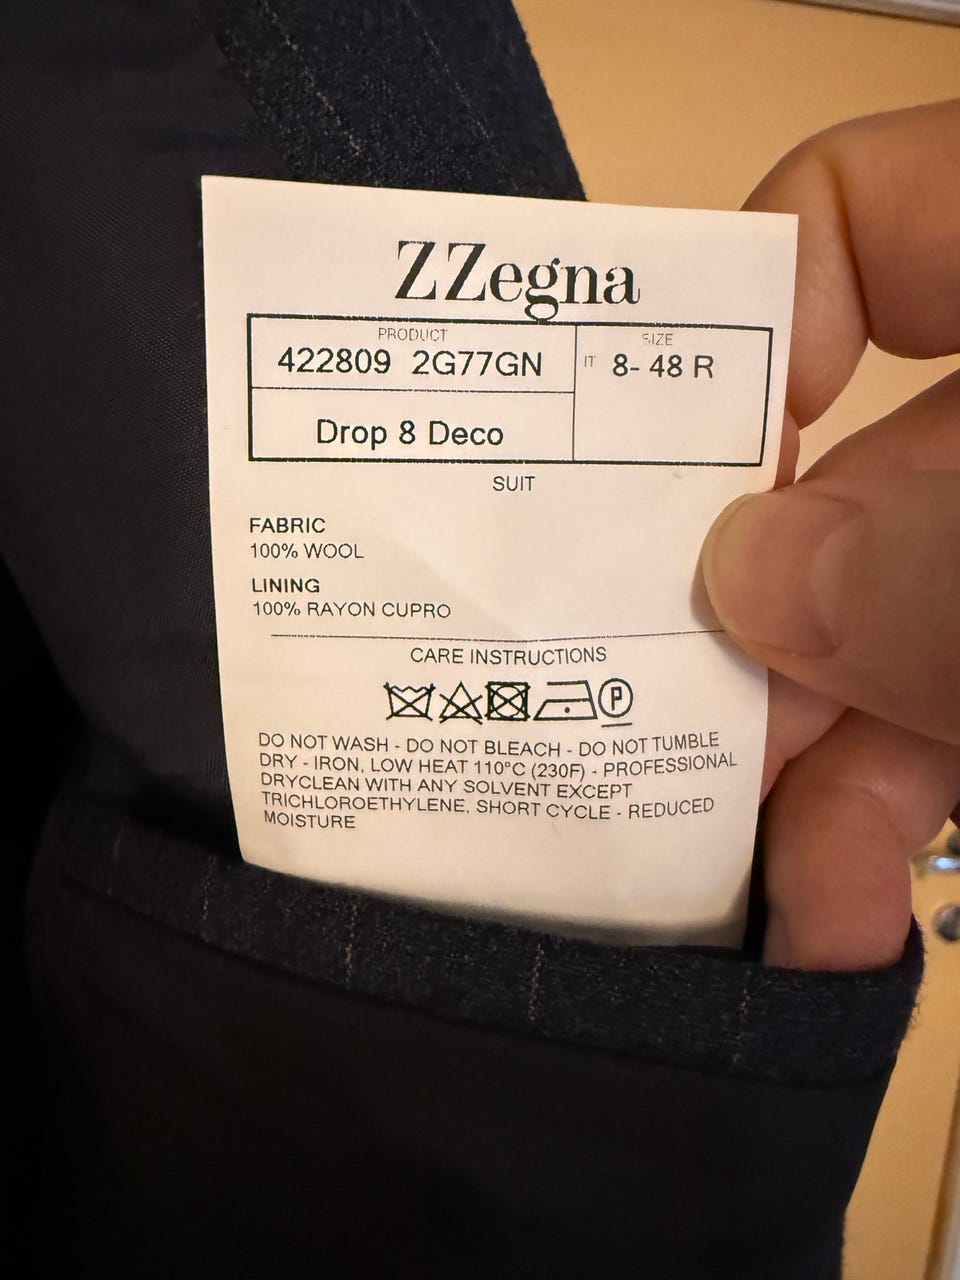 ZZegna
PRODUCT
422809 2G77GN
Drop 8 Deco
SIZE
IT 8- 48 R
SUIT
FABRIC
100% WOOL
LINING
100% RAYON CUPRO
CARE INSTRUCTIONS
P
DO NOT WASH - DO NOT BLEACH - DO NOT TUMBLE
DRY - IRON, LOW HEAT 110°C (230F) - PROFESSIONAL
DRYCLEAN WITH ANY SOLVENT EXCEPT
TRICHLOROETHYLENE, SHORT CYCLE - REDUCED
MOISTURE